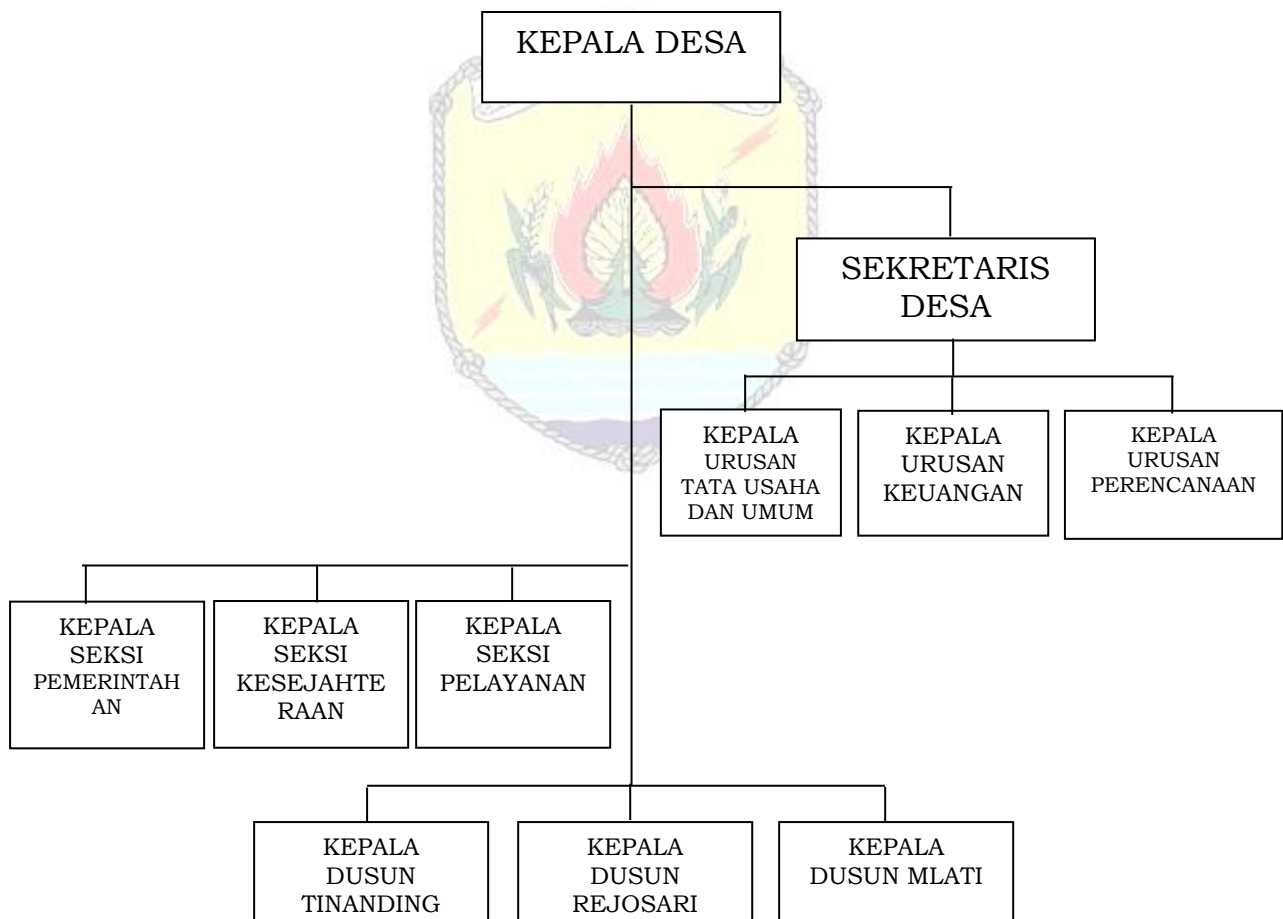 KEPALA DESA
SEKRETARIS
DESA
KEPALA
URUSAN
TATA USAHA
DAN UMUM
KEPALA
URUSAN
KEUANGAN
KEPALA
URUSAN
PERENCANAAN
KEPALA
SEKSI
PEMERINTAH
AN
KEPALA
SEKSI
KESEJAHTE
RAAN
KEPALA
SEKSI
PELAYANAN
KEPALA
DUSUN
TINANDING
KEPALA
DUSUN
REJOSARI
KEPALA
DUSUN MLATI